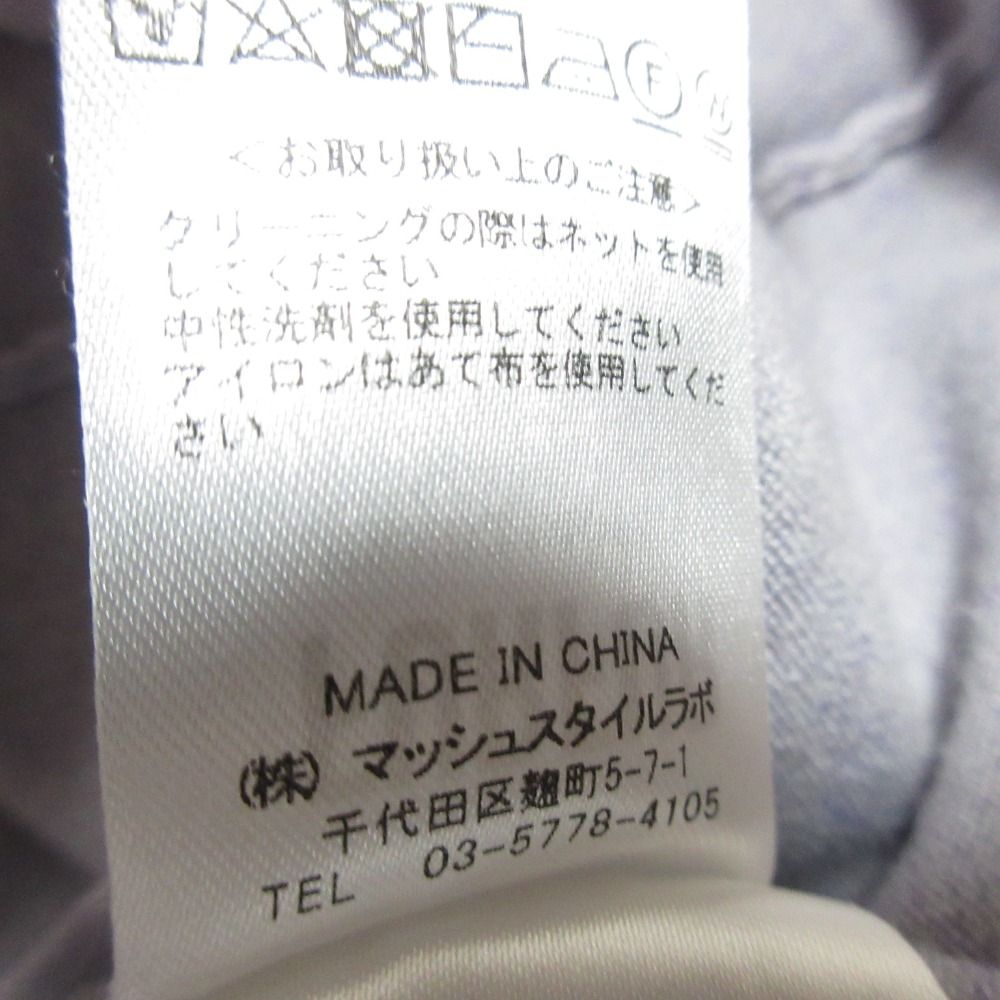 F
W
<お取り扱い上のご注意>
クリーニングの際はネットを使用
してください
中性洗剤を使用してください
アイロンはあて布を使用してくだ
さい
MADE IN CHINA
(株) マッシュスタイルラボ
千代田区麹町5-7-1
TEL 03-5778-4105